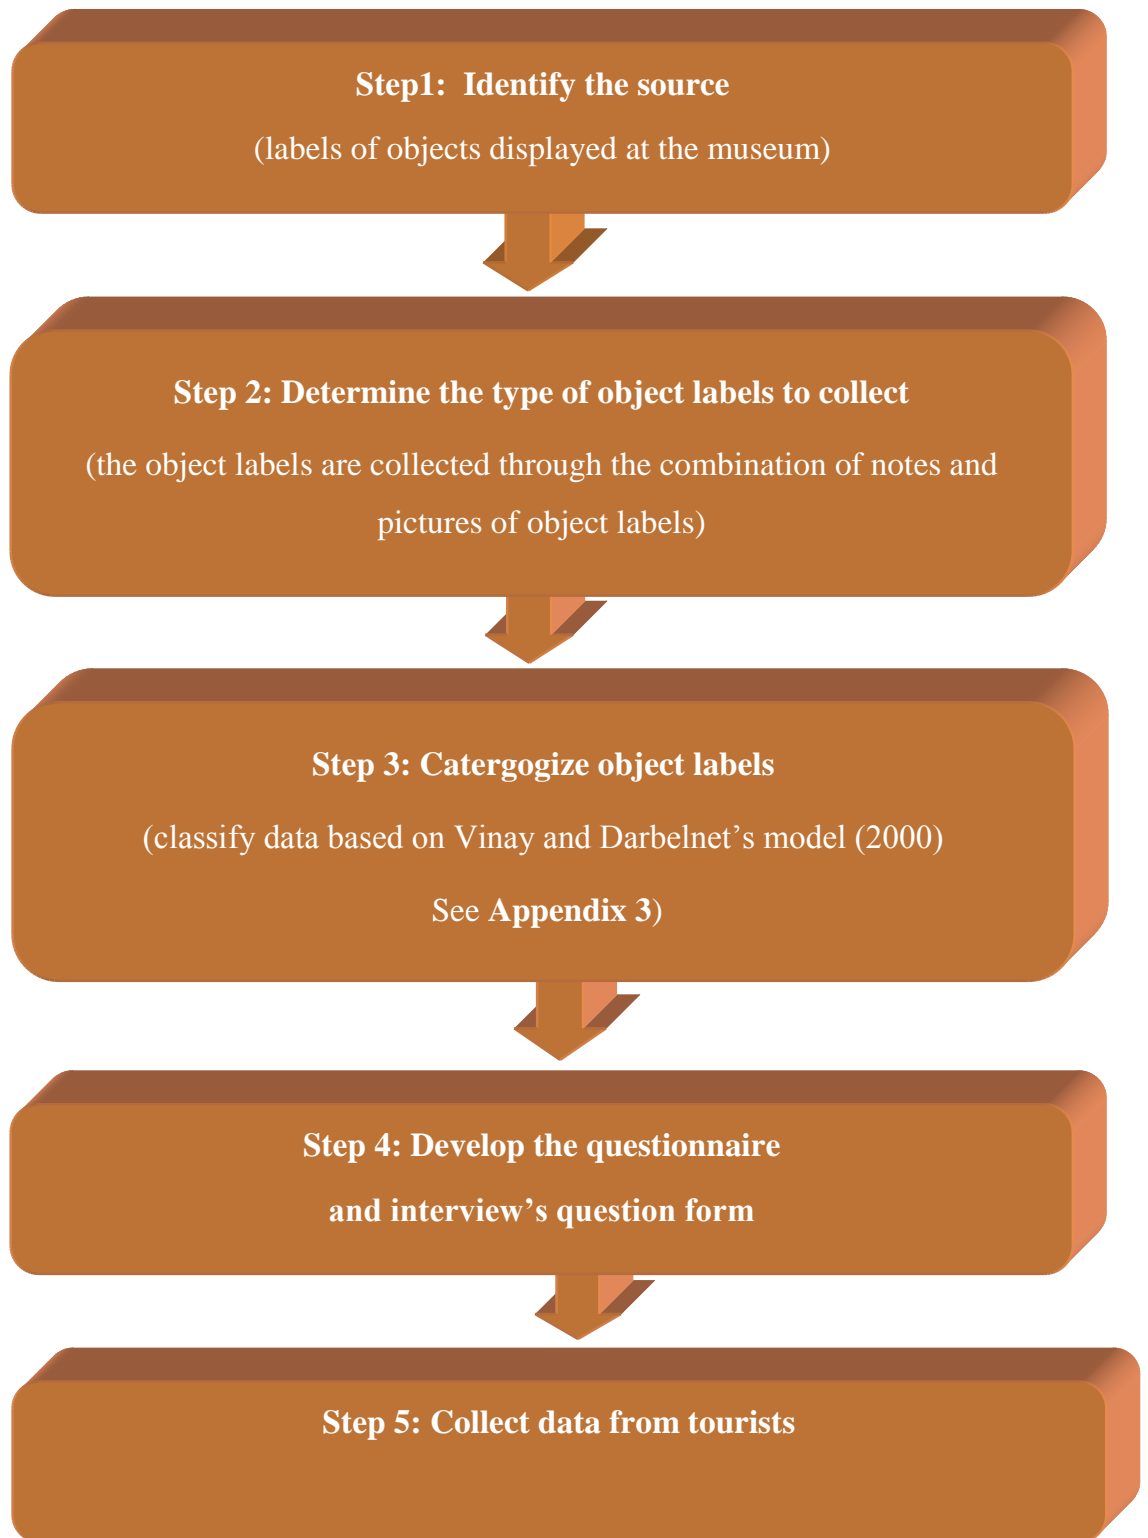 Step1:  Identify the source
(labels of objects displayed at the museum)
Step 2: Determine the type of object labels to collect
(the object labels are collected through the combination of notes and
pictures of object labels)
Step 3: Catergogize object labels
(classify data based on Vinay and Darbelnet’s model (2000)
See Appendix 3)
Step 4: Develop the questionnaire
and interview’s question form
Step 5: Collect data from tourists